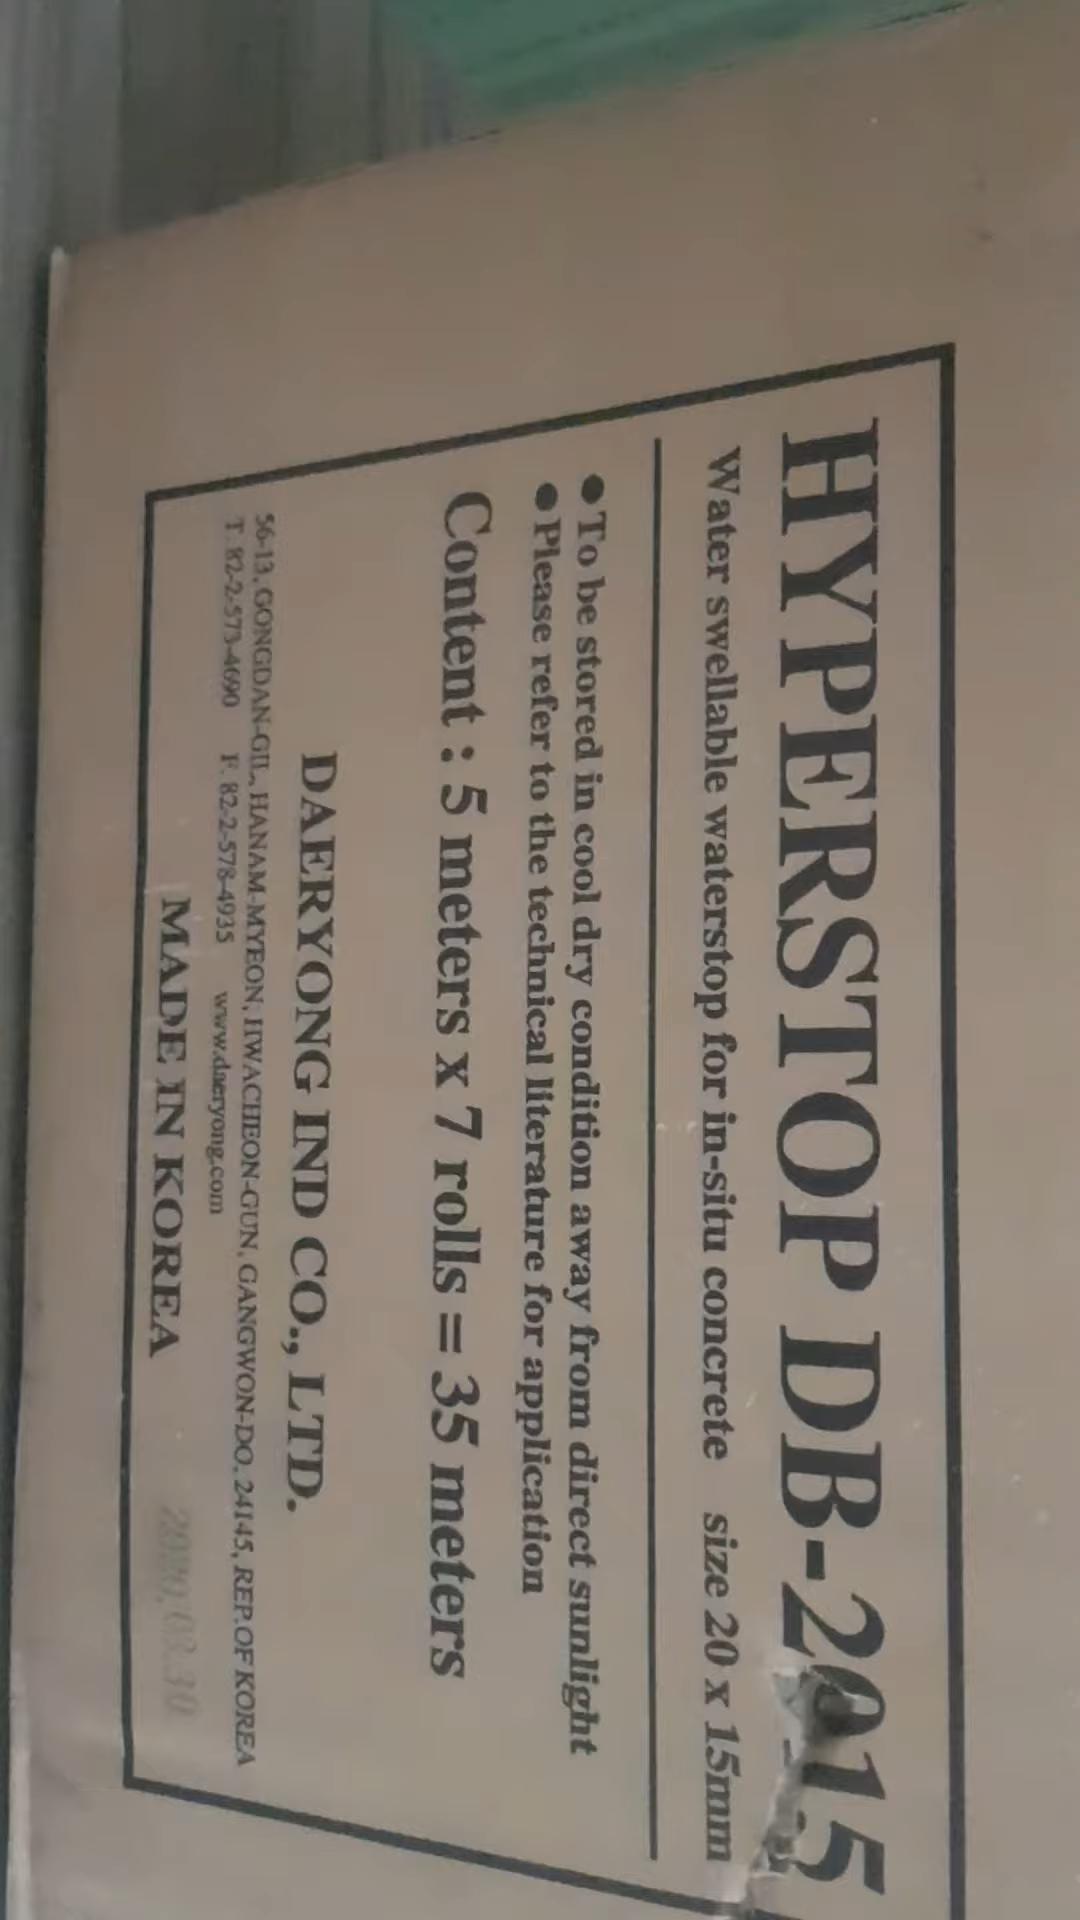 HYPERSTOP DB-2015
Water swellable waterstop for in-situ concrete size 20 x 15mm
●To be stored in cool dry condition away from direct sunlight
●Please refer to the technical literature for application
Content : 5 meters x 7 rolls = 35 meters
DAERYONG IND CO., LTD.
56-13, GONGDAN-GIL, HANAM-MYEON, HWACHEON-GUN, GANGWON-DO, 24145, REP.OF KOREA
T. 82-2-573-4690 F. 82-2-578-4935 www.daeryong.com
MADE IN KOREA